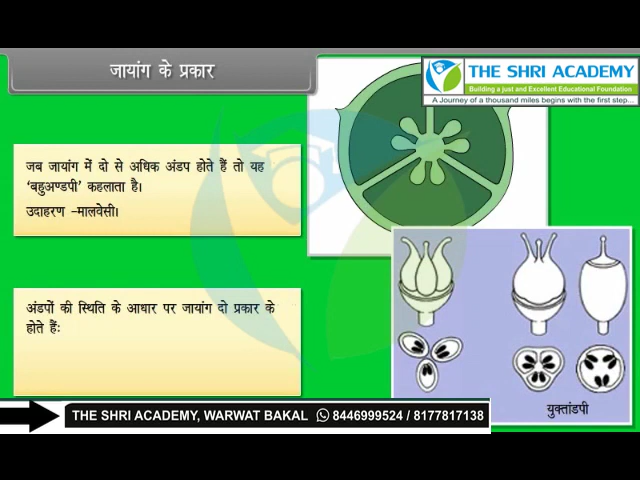 जायांग के प्रकार
THE SHRI ACADEMY
Building a just and Excellent Educational Foundation
A Journey of a thousand miles begins with the first step...
जब जायांग में दो से अधिक अंडप होते हैं तो यह
‘बहुअण्डपी’ कहलाता है।
उदाहरण -मालवेसी।
अंडपों की स्थिति के आधार पर जायांग दो प्रकार के
होते हैं:
युक्तांडपी
THE SHRI ACADEMY, WARWAT BAKAL 8446999524 / 8177817138